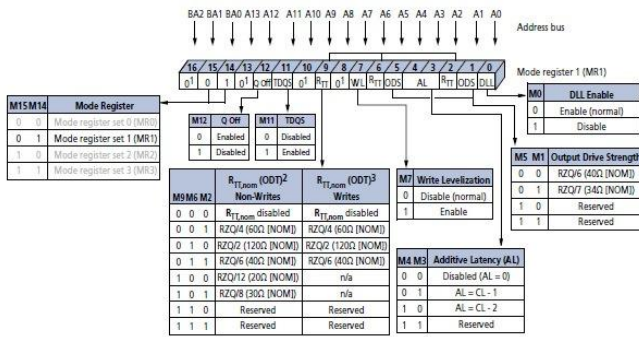 BA2 BA1 BA0 A13 A12 A11 A10 A9 A8 A7 A6 A5 A4 A3 A2 A1 A0
Address bus
16 15 14 13 12 11 10 9 8 7 6 5 4 3 2 1 0
0¹ 0 1 0¹ Q Off TDQS 0¹ RTT 0¹ WL RTT ODS AL RTT ODS DLL
Mode register 1 (MR1)
M15 M14 Mode Register
0 0 Mode register set 0 (MR0)
0 1 Mode register set 1 (MR1)
1 0 Mode register set 2 (MR2)
1 1 Mode register set 3 (MR3)
M12 Q Off
0 Enabled
1 Disabled
M11 TDQS
0 Disabled
1 Enabled
M0 DLL Enable
0 Enable (normal)
1 Disable
M5 M1 Output Drive Strength
0 0 RZQ/6 (40Ω [NOM])
0 1 RZQ/7 (34Ω [NOM])
1 0 Reserved
1 1 Reserved
M9 M6 M2 RTT,nom (ODT)² Non-Writes RTT,nom (ODT)³ Writes
0 0 0 RTT,nom disabled RTT,nom disabled
0 0 1 RZQ/4 (60Ω [NOM]) RZQ/4 (60Ω [NOM])
0 1 0 RZQ/2 (120Ω [NOM]) RZQ/2 (120Ω [NOM])
0 1 1 RZQ/6 (40Ω [NOM]) RZQ/6 (40Ω [NOM])
1 0 0 RZQ/12 (20Ω [NOM]) n/a
1 0 1 RZQ/8 (30Ω [NOM]) n/a
1 1 0 Reserved Reserved
1 1 1 Reserved Reserved
M7 Write Levelization
0 Disable (normal)
1 Enable
M4 M3 Additive Latency (AL)
0 0 Disabled (AL = 0)
0 1 AL = CL - 1
1 0 AL = CL - 2
1 1 Reserved